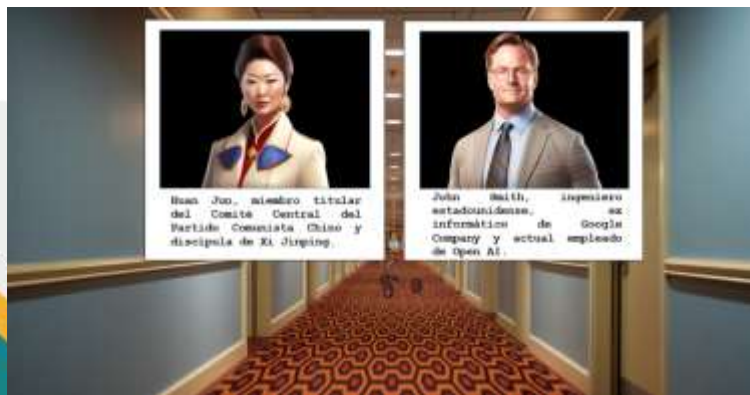 Huan Jun, miembro titular
del Comité Central del
Partido Comunista Chino y
discípula de Xi Jinping.
John Smith, ingeniero
estadounidense, ex
informático de Google
Company y actual empleado
de Open AI.